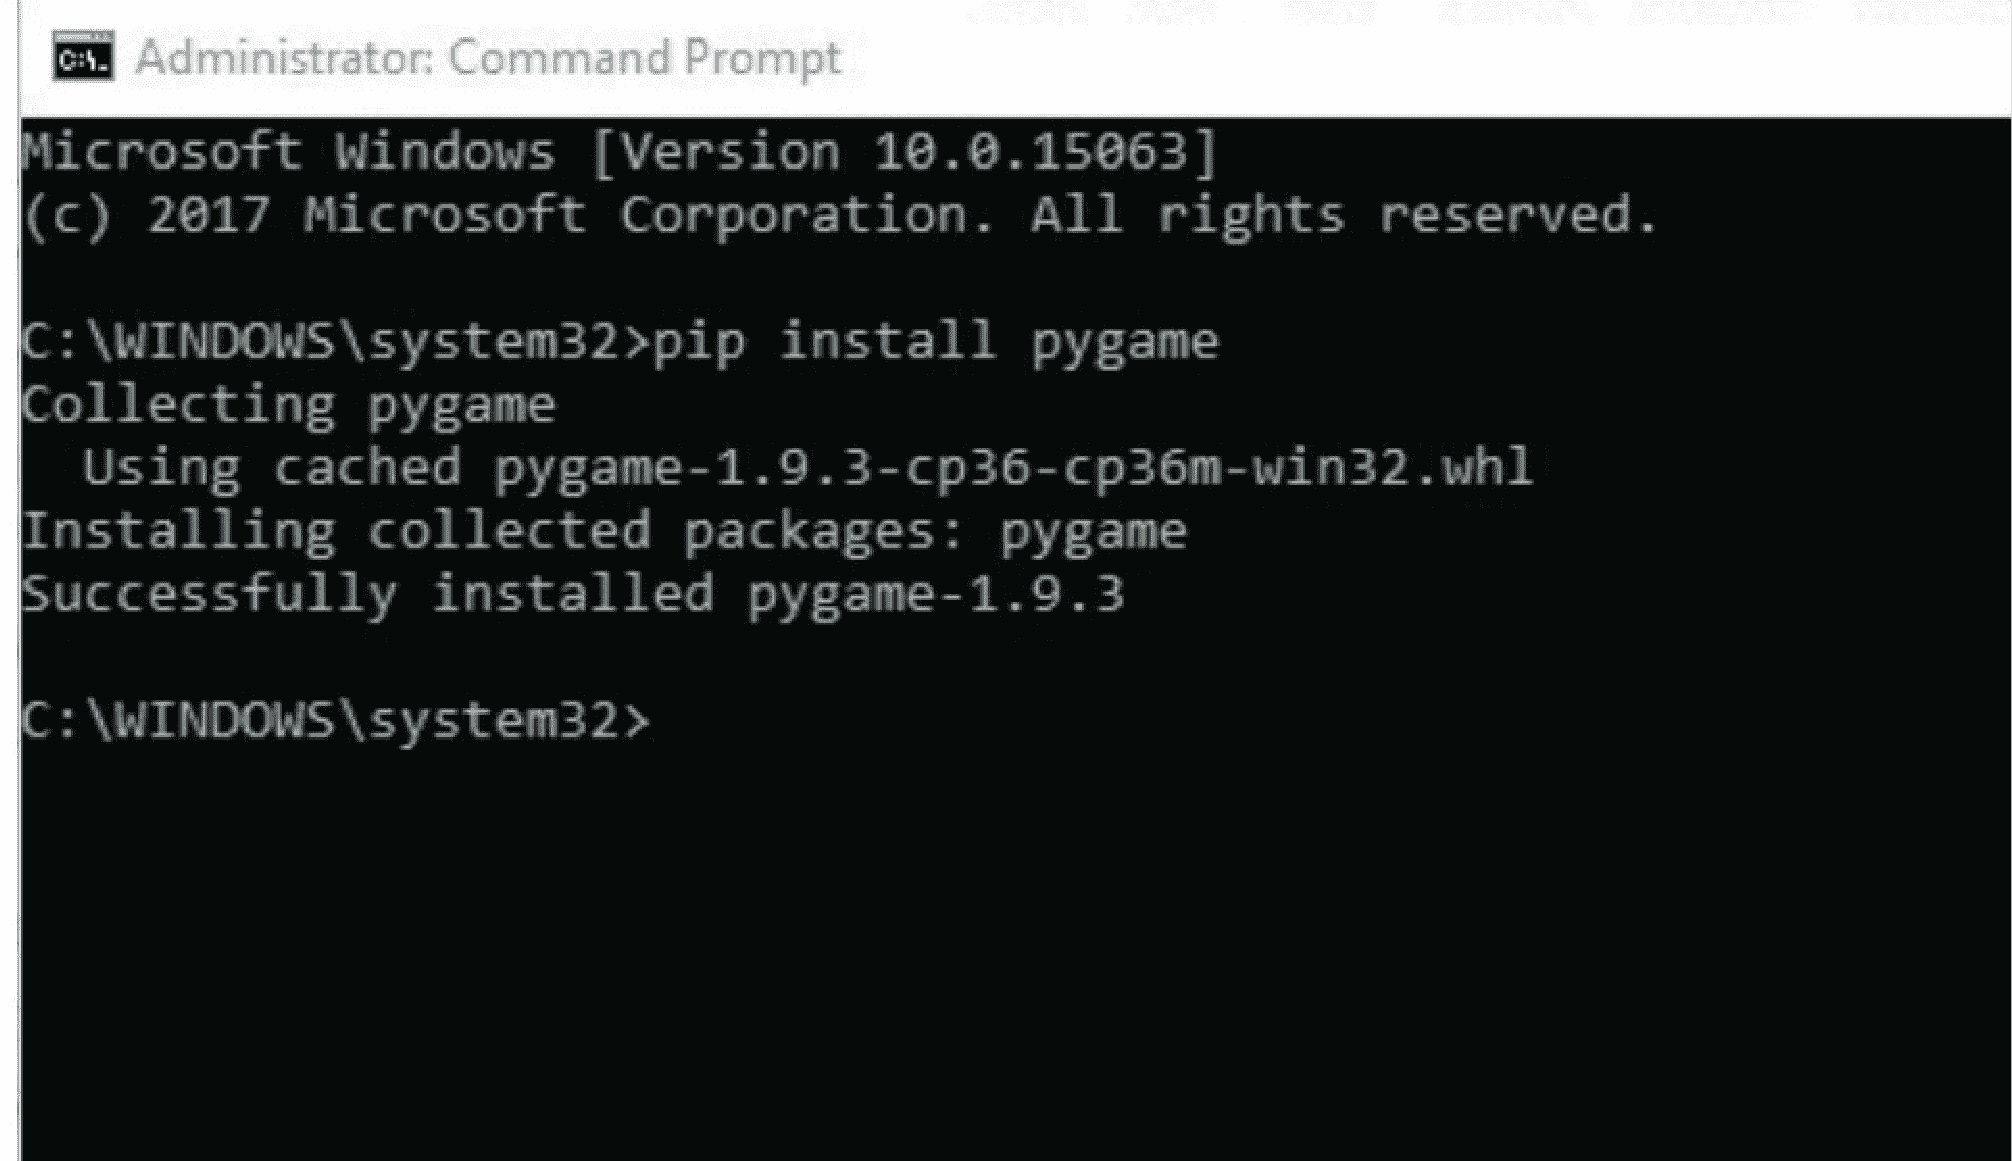 C:\. Administrator: Command Prompt
Microsoft Windows [Version 10.0.15063]
(c) 2017 Microsoft Corporation. All rights reserved.
C:\WINDOWS\system32>pip install pygame
Collecting pygame
  Using cached pygame-1.9.3-cp36-cp36m-win32.whl
Installing collected packages: pygame
Successfully installed pygame-1.9.3
C:\WINDOWS\system32>